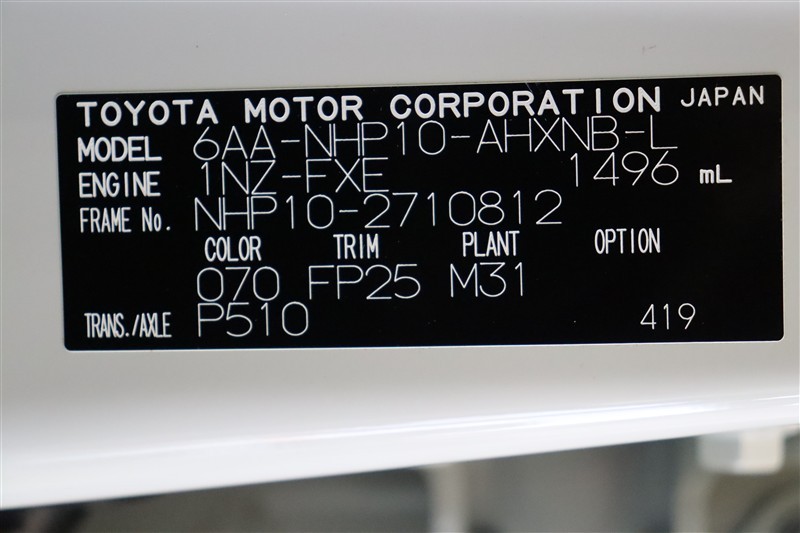 TOYOTA MOTOR CORPORATION JAPAN
MODEL 6AA-NHP10-AHXNB-L
ENGINE 1NZ-FXE 1496 mL
FRAME No. NHP10-2710812
COLOR TRIM PLANT OPTION
070 FP25 M31
TRANS./AXLE P510 419